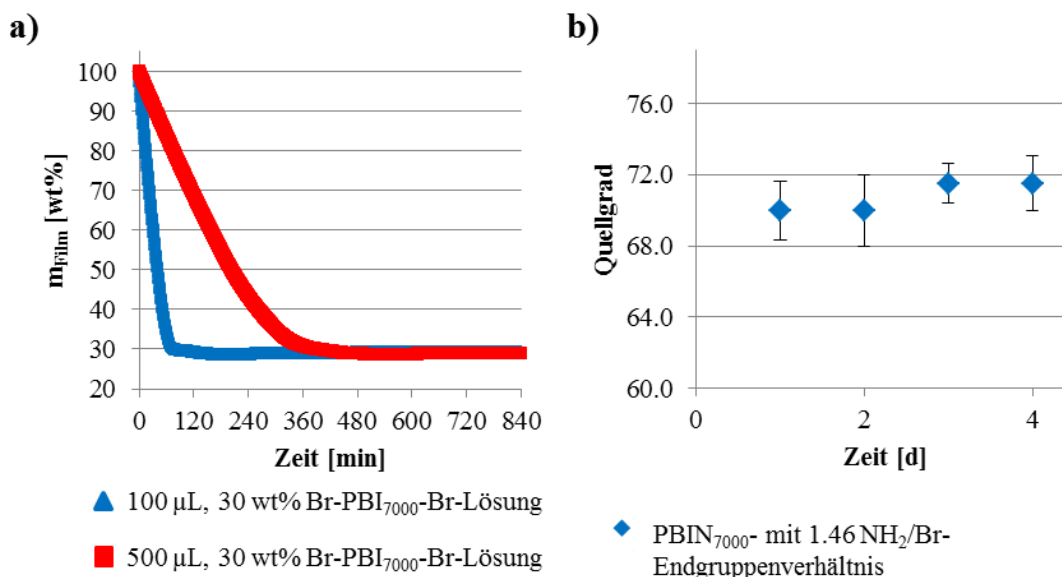 a)
m_Film [wt%]
100
90
80
70
60
50
40
30
20
0 120 240 360 480 600 720 840
Zeit [min]
100 µL, 30 wt% Br-PBI₇₀₀₀-Br-Lösung
500 µL, 30 wt% Br-PBI₇₀₀₀-Br-Lösung
b)
Quellgrad
76.0
72.0
68.0
64.0
60.0
0 2 4
Zeit [d]
PBIN₇₀₀₀- mit 1.46 NH₂/Br-
Endgruppenverhältnis